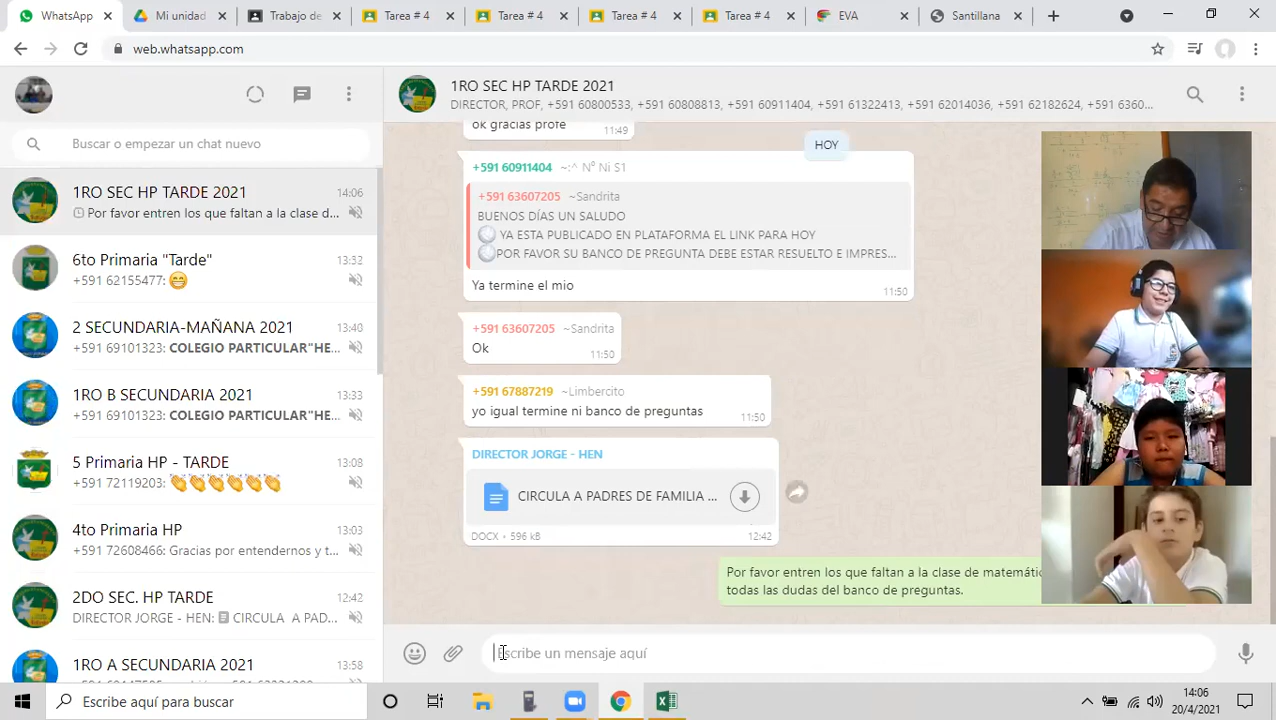 WhatsApp
Mi unidad
Trabajo de
Tarea # 4
Tarea # 4
Tarea # 4
Tarea # 4
EVA
Santillana
web.whatsapp.com
Buscar o empezar un chat nuevo
1RO SEC HP TARDE 2021
14:06
Por favor entren los que faltan a la clase d...
6to Primaria "Tarde"
13:32
+591 62155477: 😁
2 SECUNDARIA-MAÑANA 2021
13:40
+591 69101323: COLEGIO PARTICULAR"HE...
1RO B SECUNDARIA 2021
13:33
+591 69101323: COLEGIO PARTICULAR"HE...
5 Primaria HP - TARDE
13:08
+591 72119203: 👏👏👏👏👏👏
4to Primaria HP
13:03
+591 72608466: Gracias por entendernos y t...
2DO SEC. HP TARDE
12:42
DIRECTOR JORGE - HEN: CIRCULA A PAD...
1RO A SECUNDARIA 2021
13:58
1RO SEC HP TARDE 2021
DIRECTOR, PROF, +591 60800533, +591 60808813, +591 60911404, +591 61322413, +591 62014036, +591 62182624, +591 6360...
ok gracias profe
11:49
HOY
+591 60911404 ~:^ Nº Ni S1
+591 63607205 ~Sandrita
BUENOS DÍAS UN SALUDO
YA ESTA PUBLICADO EN PLATAFORMA EL LINK PARA HOY
POR FAVOR SU BANCO DE PREGUNTA DEBE ESTAR RESUELTO E IMPRES...
Ya termine el mio
11:50
+591 63607205 ~Sandrita
Ok
11:50
+591 67887219 ~Limbercito
yo igual termine ni banco de preguntas
11:50
DIRECTOR JORGE - HEN
CIRCULA A PADRES DE FAMILIA ...
DOCX • 596 kB
12:42
Por favor entren los que faltan a la clase de matemátic
todas las dudas del banco de preguntas.
Escribe un mensaje aquí
Escribe aquí para buscar
14:06
20/4/2021